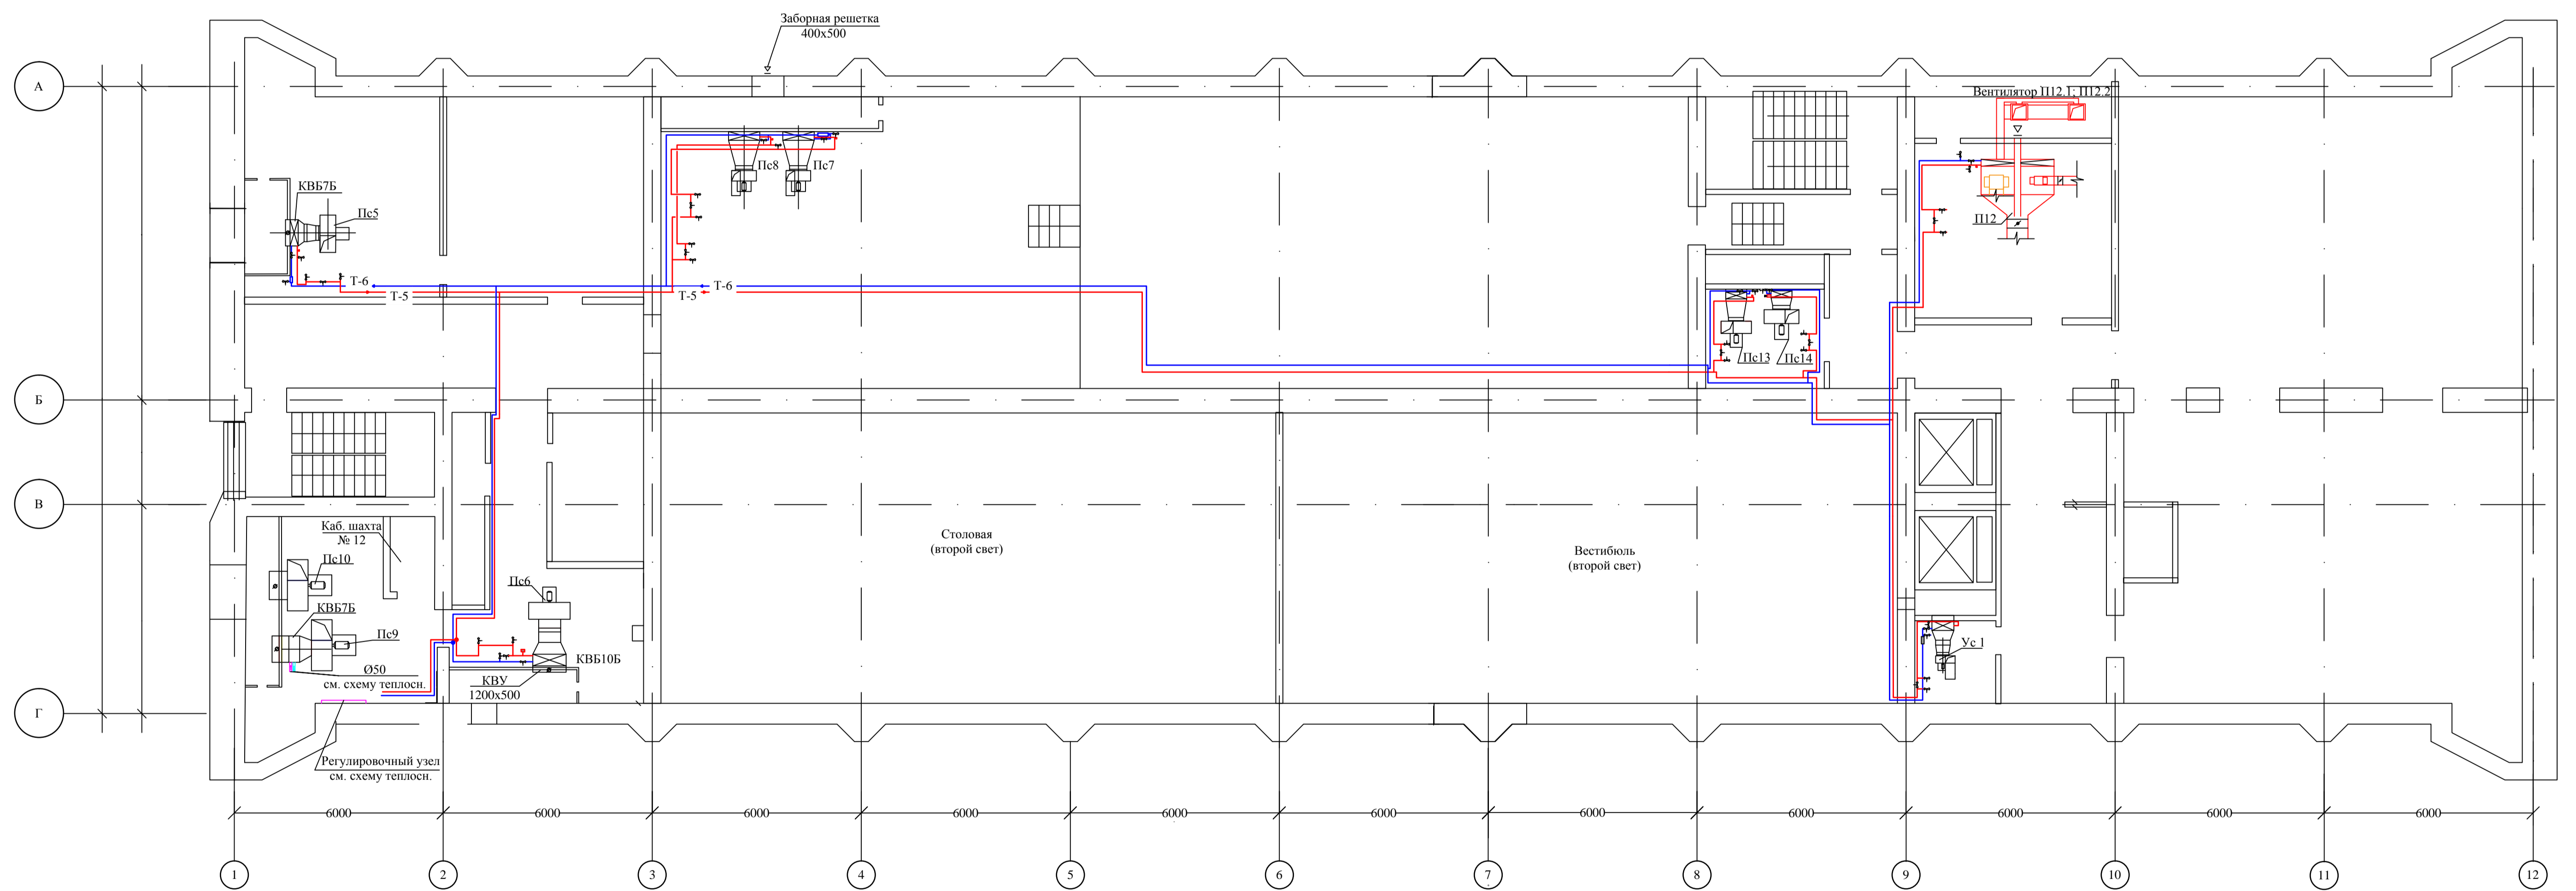 Заборная решетка
400х500
А
Вентилятор П12.1; П12.2
Пс8
Пс7
КВБ7Б
Пс5
П12
Т-6
Т-5
Т-6
Т-5
Пс13
Пс14
Б
В
Каб. шахта
№ 12
Столовая
(второй свет)
Вестибюль
(второй свет)
Пс10
Пс6
КВБ7Б
Пс9
Ус 1
КВБ10Б
Ø50
см. схему теплосн.
КВУ
1200х500
Г
Регулировочный узел
см. схему теплосн.
6000
6000
6000
6000
6000
6000
6000
6000
6000
6000
6000
1
2
3
4
5
6
7
8
9
10
11
12